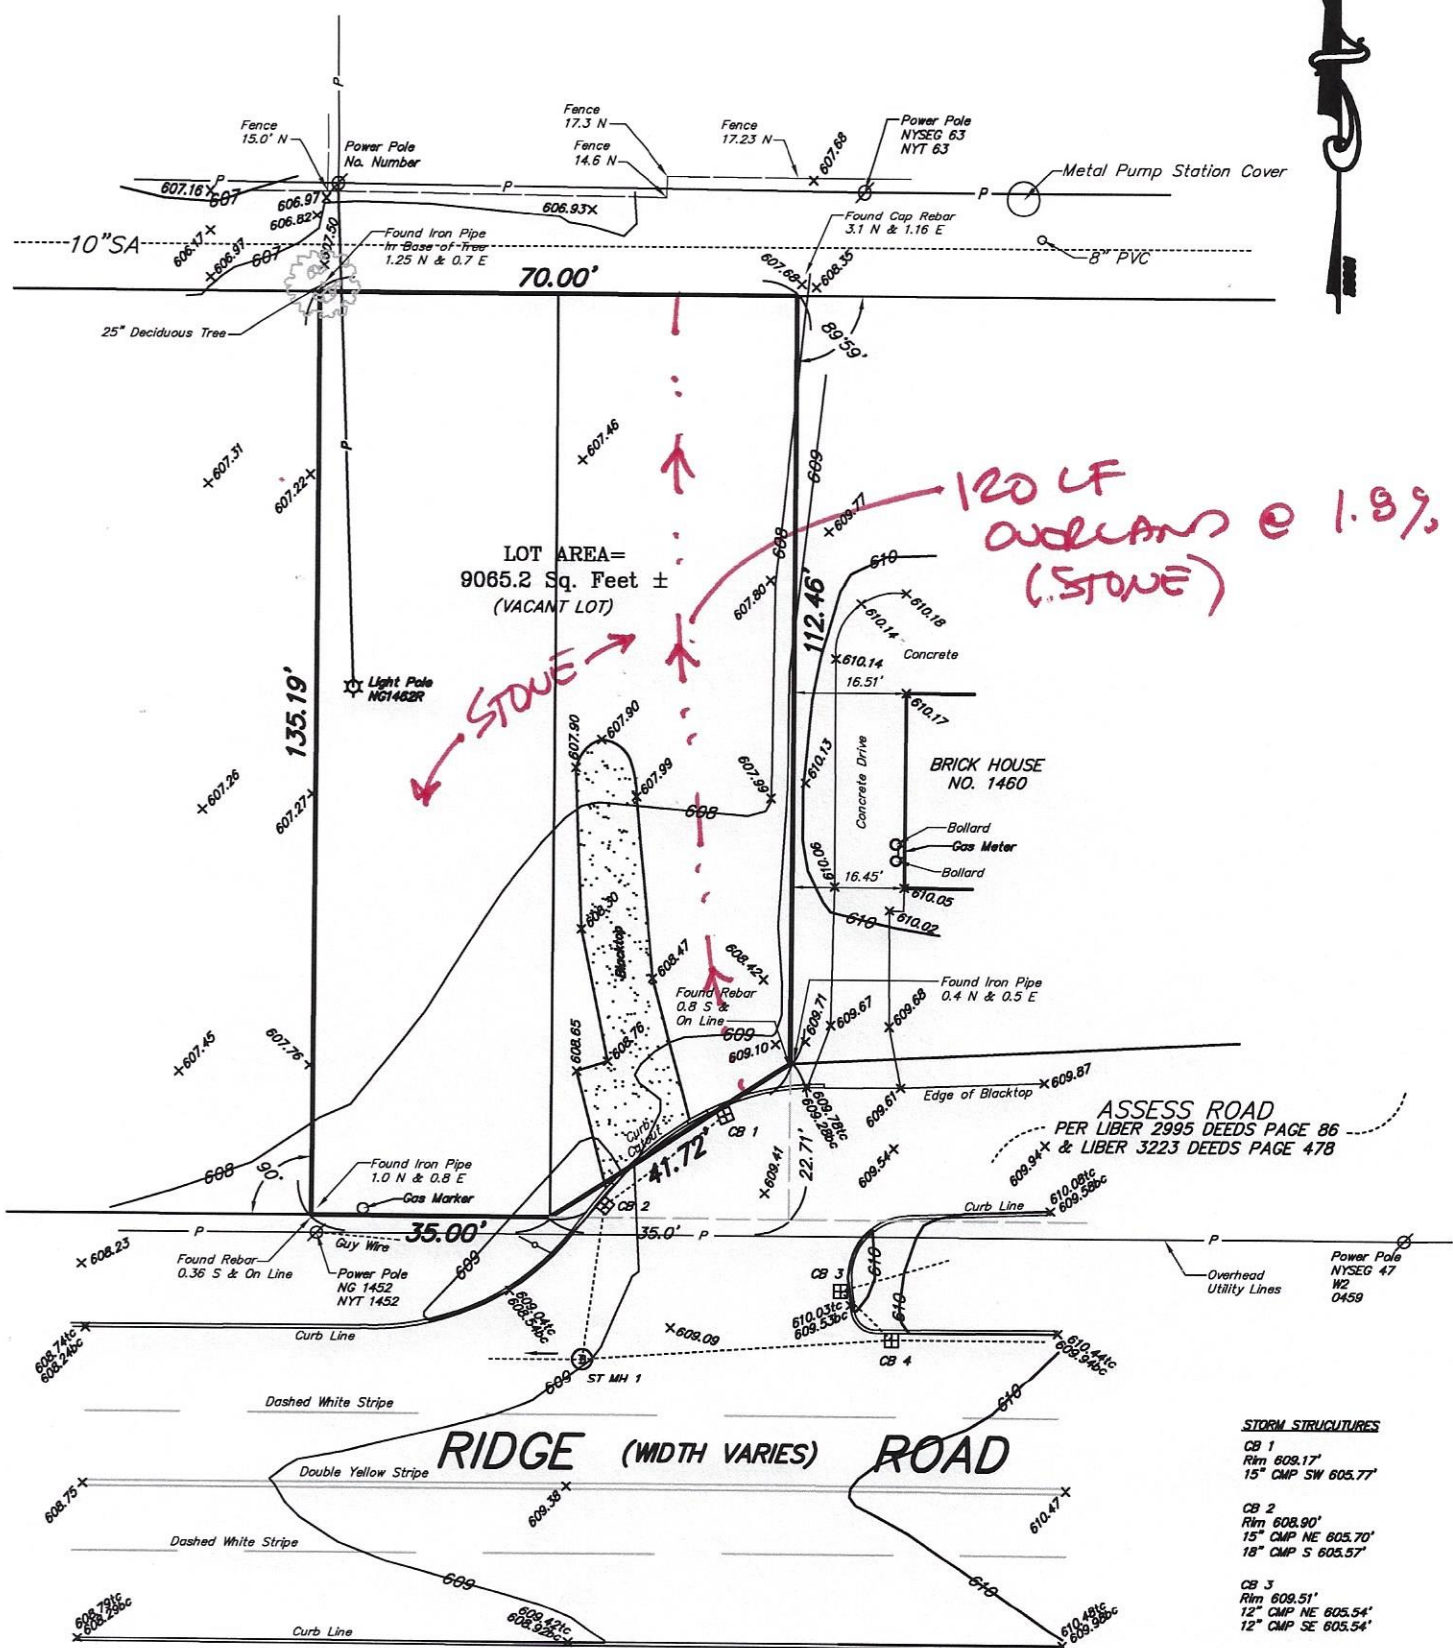 P
Fence
15.0' N
Power Pole
No. Number
Fence
17.3 N
Fence
14.6 N
Fence
17.23 N
607.68
Power Pole
NYSEG 63
NYT 63
Metal Pump Station Cover
607.16
607
P
606.97
606.82
P
606.93
P
Found Cap Rebar
3.1 N & 1.16 E
10"SA
606.17
606.97
607
607.50
Found Iron Pipe
In Base of Tree
1.25 N & 0.7 E
8" PVC
70.00'
607.68
608.35
25" Deciduous Tree
89°59'
607.31
607.22
P
607.46
609
609.77
608
120 LF
OVERLAND @ 1.8%
(STONE)
LOT AREA=
9065.2 Sq. Feet ±
(VACANT LOT)
607.80
112.46'
610
610.18
610.14
610.14
Concrete
16.51'
610.17
135.19'
Light Pole
NG1462R
STONE
607.90
607.90
607.99
607.99
610.13
Concrete Drive
BRICK HOUSE
NO. 1460
607.26
607.27
608
Bollard
Gas Meter
Bollard
610.06
16.45'
610.05
610
610.02
608.30
Blacktop
608.47
608.42
Found Rebar
0.8 S &
On Line
Found Iron Pipe
0.4 N & 0.5 E
609.71
609.67
609.68
607.45
607.76
608.65
608.76
609
609.10
609.87
Edge of Blacktop
609.78tc
609.28bc
609.61
ASSESS ROAD
PER LIBER 2995 DEEDS PAGE 86
& LIBER 3223 DEEDS PAGE 478
CB 1
Curb
Cutout
41.72'
22.71'
609.41
609.54
609.94
608
90°
Found Iron Pipe
1.0 N & 0.8 E
Gas Marker
CB 2
610.08tc
609.58bc
Curb Line
P
35.00'
35.0'
P
P
Guy Wire
608.23
Found Rebar
0.36 S & On Line
Power Pole
NG 1452
NYT 1452
609
CB 3
610
610
Overhead
Utility Lines
Power Pole
NYSEG 47
W2
0459
609.04tc
608.54bc
610.03tc
609.53bc
608.74tc
608.24bc
Curb Line
609.09
CB 4
610.44tc
609.94bc
609
ST MH 1
610
Dashed White Stripe
RIDGE (WIDTH VARIES) ROAD
Double Yellow Stripe
608.75
609.38
610.47
Dashed White Stripe
609
610
608.79tc
608.29bc
Curb Line
609.42tc
608.92bc
610.48tc
609.98bc
STORM STRUCUTURES
CB 1
Rim 609.17'
15" CMP SW 605.77'
CB 2
Rim 608.90'
15" CMP NE 605.70'
18" CMP S 605.57'
CB 3
Rim 609.51'
12" CMP NE 605.54'
12" CMP SE 605.54'